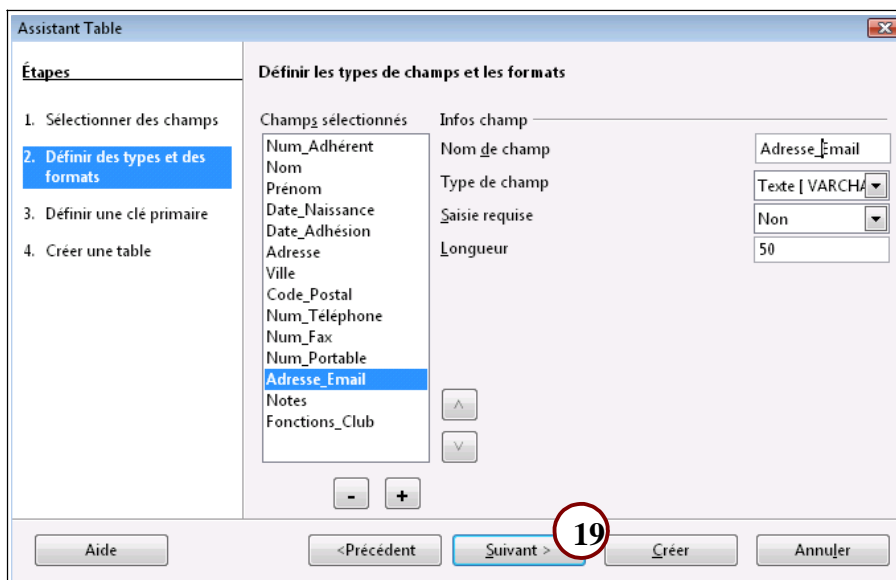 Assistant Table
Étapes
1. Sélectionner des champs
2. Définir des types et des
formats
3. Définir une clé primaire
4. Créer une table
Définir les types de champs et les formats
Champs sélectionnés
Num_Adhérent
Nom
Prénom
Date_Naissance
Date_Adhésion
Adresse
Ville
Code_Postal
Num_Téléphone
Num_Fax
Num_Portable
Adresse_Email
Notes
Fonctions_Club
- +
Infos champ
Nom de champ Adresse_Email
Type de champ Texte [ VARCHA
Saisie requise Non
Longueur 50
Aide <Précédent Suivant > 19 Créer Annuler